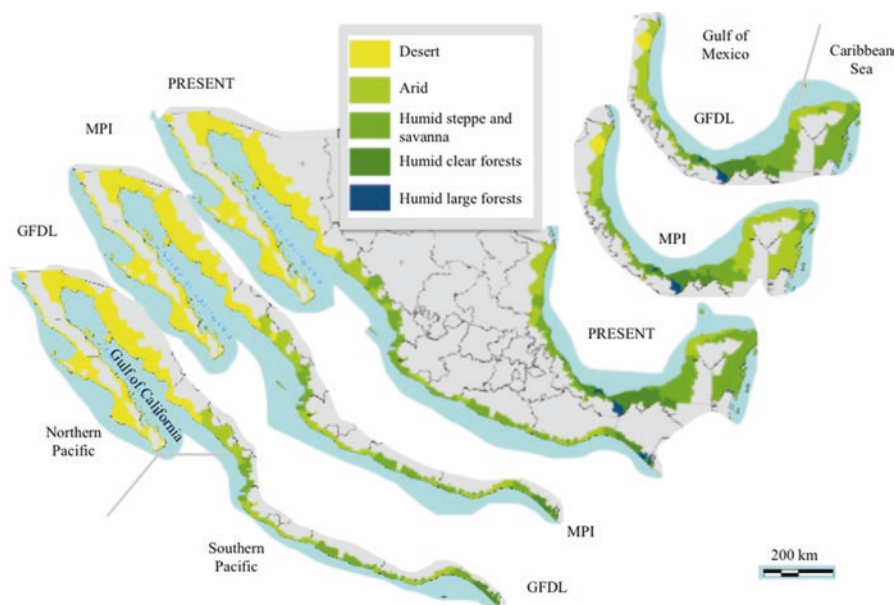 Gulf of
Mexico
Caribbean
Sea
Desert
PRESENT
Arid
GFDL
MPI
Humid steppe and
savanna
Humid clear forests
Humid large forests
GFDL
MPI
PRESENT
Gulf of California
Northern
Pacific
MPI
Southern
Pacific
200 km
GFDL